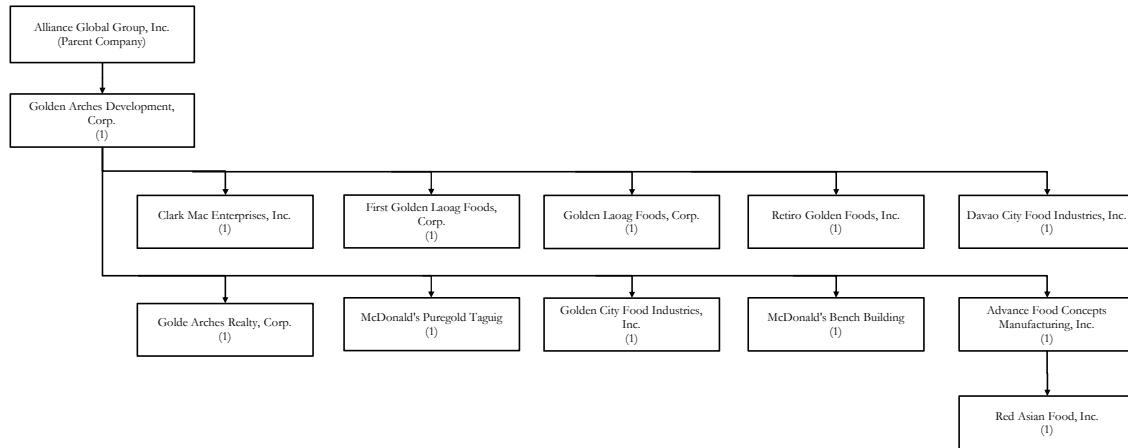 Alliance Global Group, Inc.
(Parent Company)
Golden Arches Development,
Corp.
(1)
Clark Mac Enterprises, Inc.
(1)
First Golden Laoag Foods,
Corp.
(1)
Golden Laoag Foods, Corp.
(1)
Retiro Golden Foods, Inc.
(1)
Davao City Food Industries, Inc.
(1)
Golde Arches Realty, Corp.
(1)
McDonald's Puregold Taguig
(1)
Golden City Food Industries,
Inc.
(1)
McDonald's Bench Building
(1)
Advance Food Concepts
Manufacturing, Inc.
(1)
Red Asian Food, Inc.
(1)